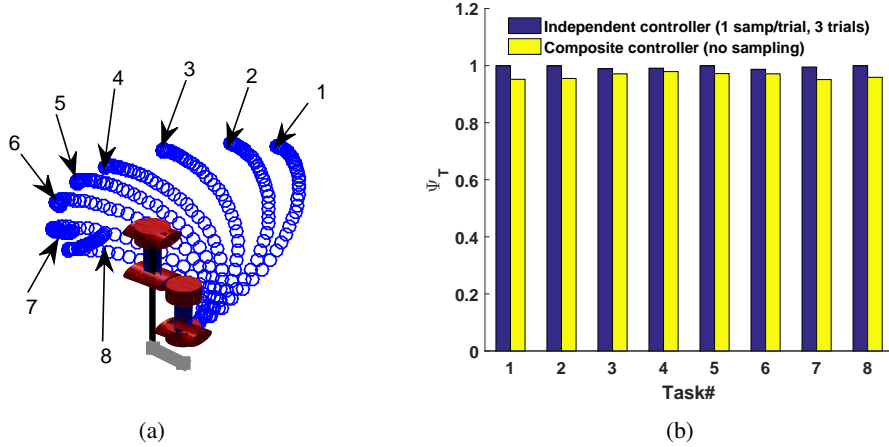 1
2
3
4
5
6
7
8
(a)
1.2
1
0.8
0.6
0.4
0.2
0
Ψ_T
Independent controller (1 samp/trial, 3 trials)
Composite controller (no sampling)
1 2 3 4 5 6 7 8
Task#
(b)